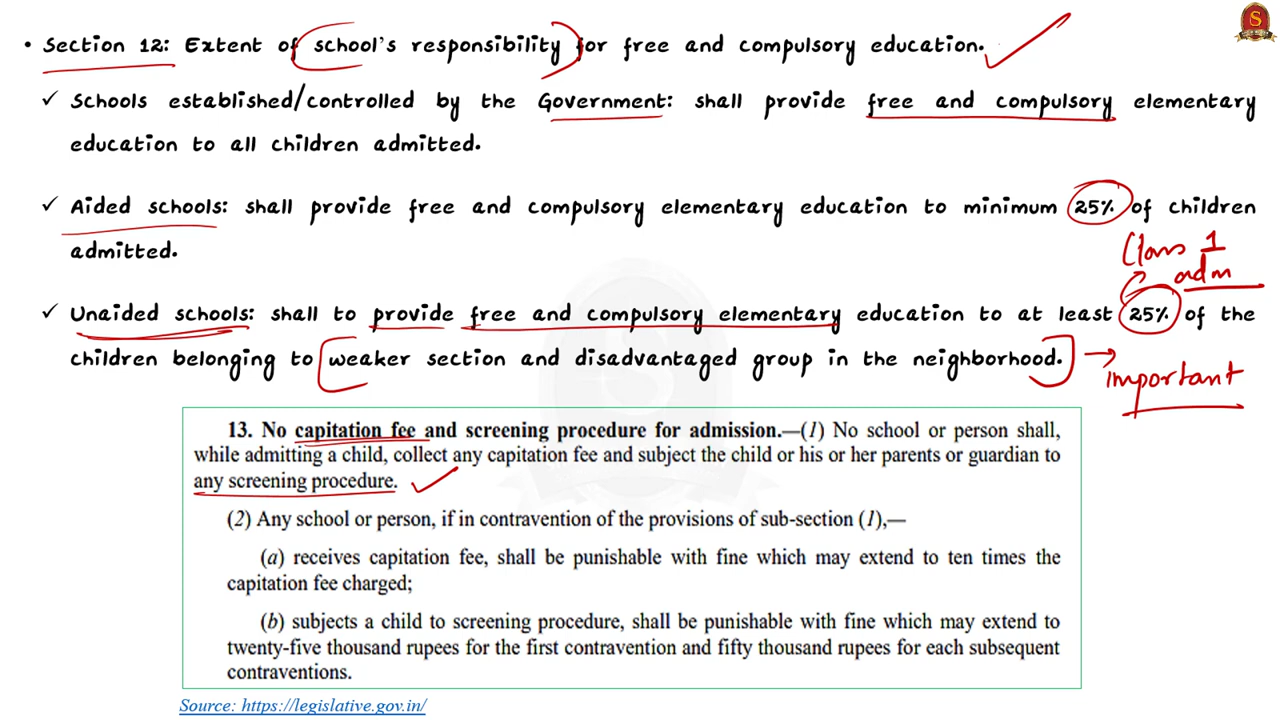 • Section 12: Extent of school's responsibility for free and compulsory education.
✓ Schools established/controlled by the Government: shall provide free and compulsory elementary
education to all children admitted.
✓ Aided schools: shall provide free and compulsory elementary education to minimum 25% of children
admitted.
Class 1
adm
✓ Unaided schools: shall to provide free and compulsory elementary education to at least 25% of the
children belonging to weaker section and disadvantaged group in the neighborhood.
important
13. No capitation fee and screening procedure for admission.—(1) No school or person shall,
while admitting a child, collect any capitation fee and subject the child or his or her parents or guardian to
any screening procedure.
(2) Any school or person, if in contravention of the provisions of sub-section (1),—
(a) receives capitation fee, shall be punishable with fine which may extend to ten times the
capitation fee charged;
(b) subjects a child to screening procedure, shall be punishable with fine which may extend to
twenty-five thousand rupees for the first contravention and fifty thousand rupees for each subsequent
contraventions.
Source: https://legislative.gov.in/